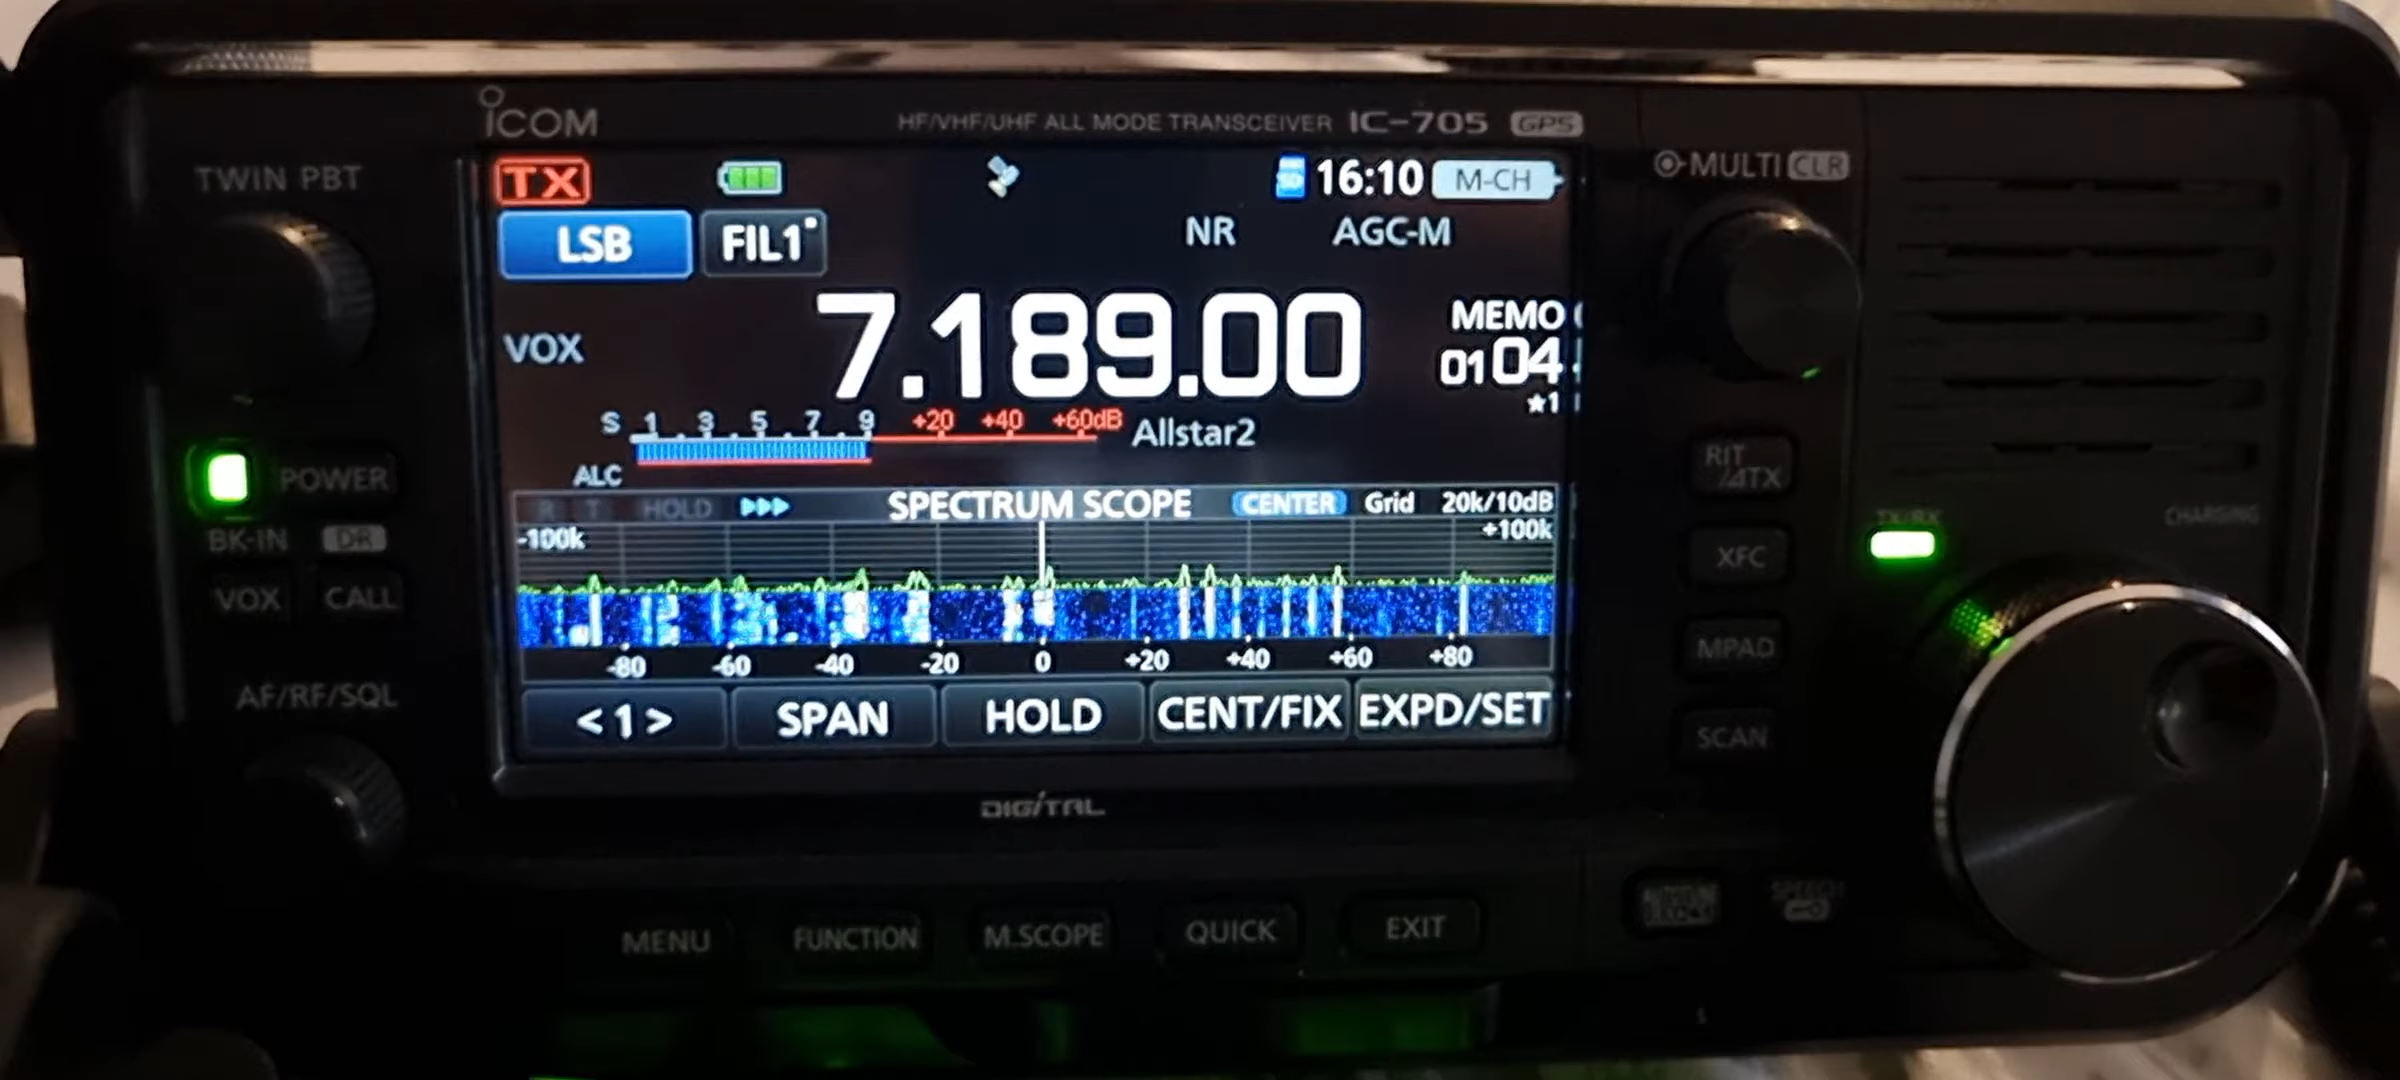 ICOM
HF/VHF/UHF ALL MODE TRANSCEIVER IC-705 GPS
TWIN PBT
MULTI CLR
TX SD 16:10 M-CH
LSB FIL1 NR AGC-M
VOX 7.189.00 MEMO
01 04
★1
S 1 3 5 7 9 +20 +40 +60dB Allstar2
ALC
POWER
RIT
/⊿TX
R T HOLD SPECTRUM SCOPE CENTER Grid 20k/10dB
-100k +100k
TX/RX CHARGING
BK-IN DR
VOX CALL
XFC
MPAD
-80 -60 -40 -20 0 +20 +40 +60 +80
AF/RF/SQL
<1> SPAN HOLD CENT/FIX EXPD/SET
SCAN
DIGITAL
SPEECH
MENU FUNCTION M.SCOPE QUICK EXIT